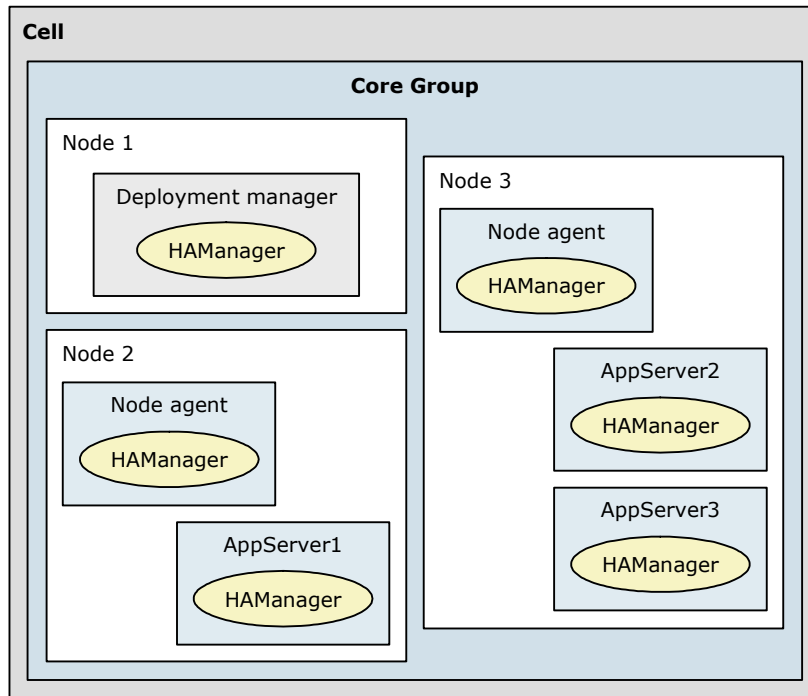 Cell
Core Group
Node 1
Deployment manager
HAManager
Node 2
Node agent
HAManager
AppServer1
HAManager
Node 3
Node agent
HAManager
AppServer2
HAManager
AppServer3
HAManager